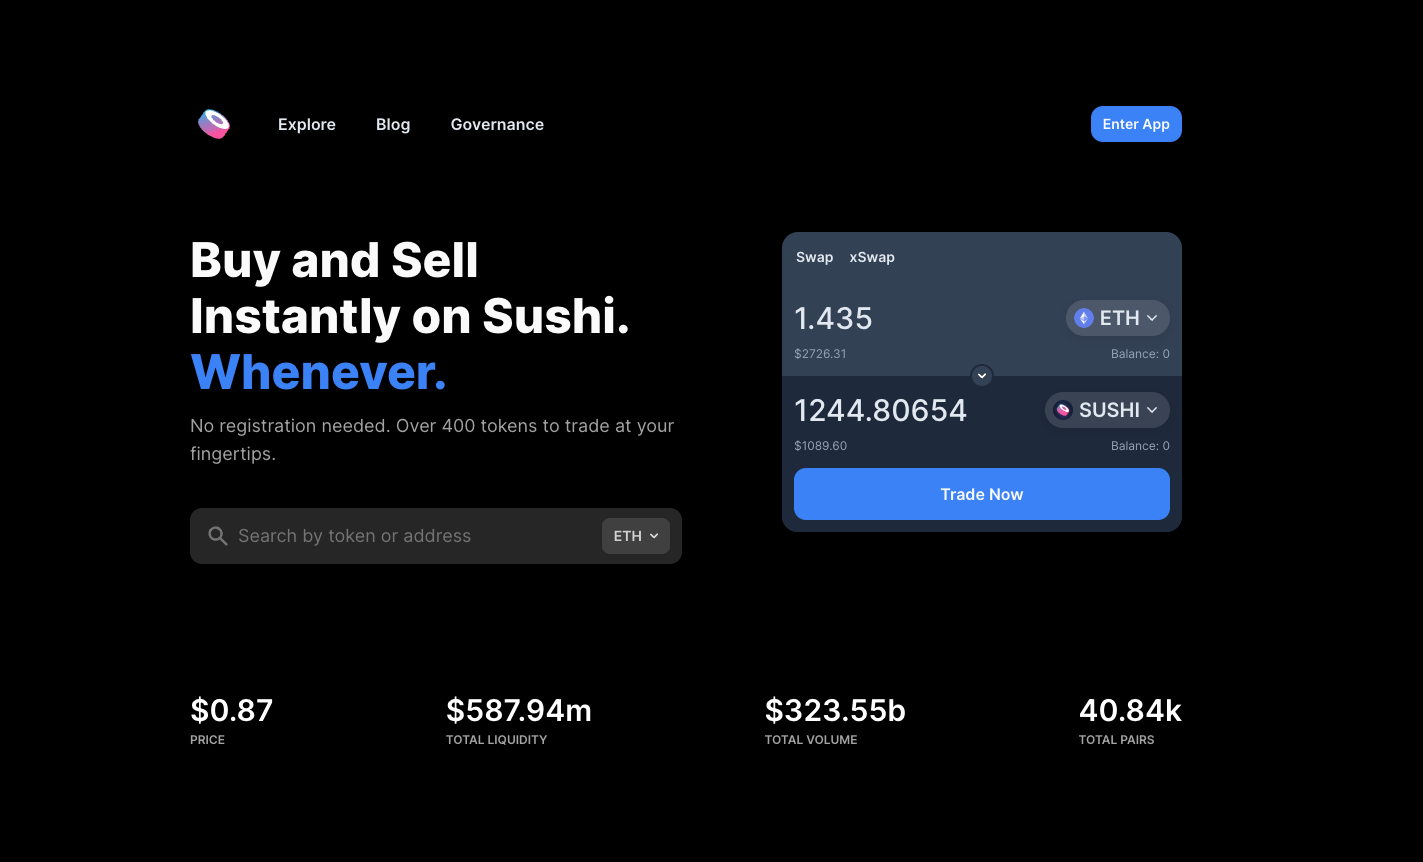 Explore Blog Governance Enter App
Buy and Sell
Instantly on Sushi.
Whenever.
No registration needed. Over 400 tokens to trade at your
fingertips.
Search by token or address ETH
Swap xSwap
1.435 ETH
$2726.31 Balance: 0
1244.80654 SUSHI
$1089.60 Balance: 0
Trade Now
$0.87
PRICE
$587.94m
TOTAL LIQUIDITY
$323.55b
TOTAL VOLUME
40.84k
TOTAL PAIRS